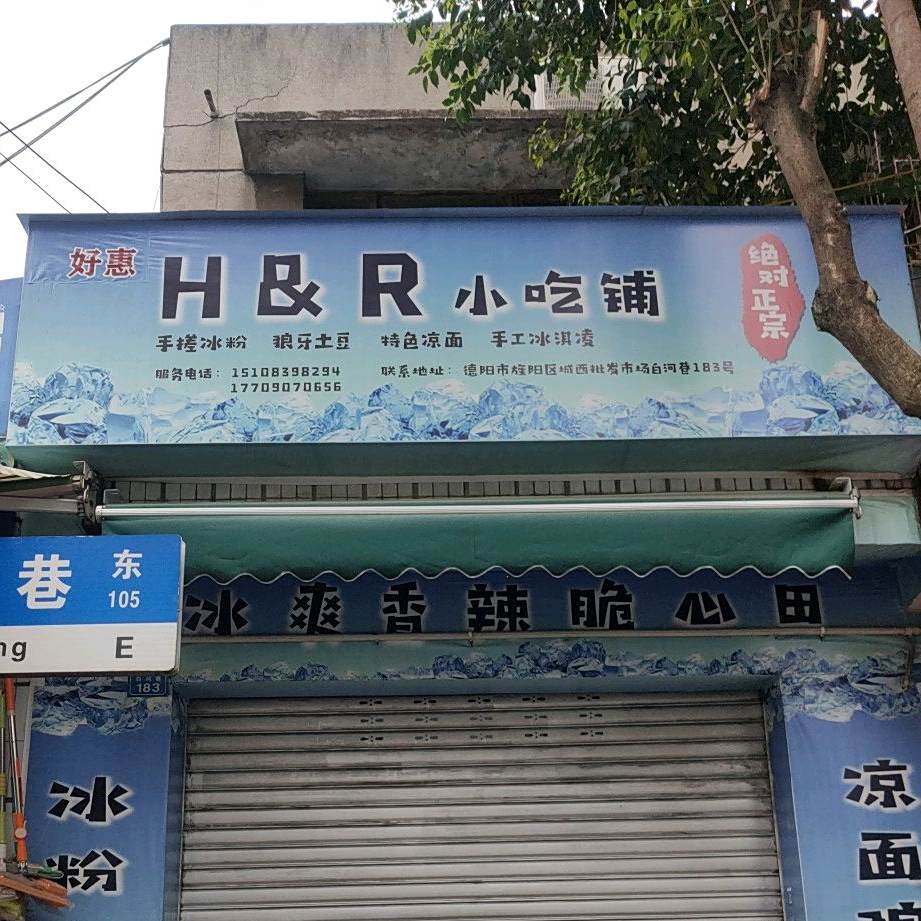 好惠
H & R 小吃铺
绝对正宗
手搓冰粉 狼牙土豆 特色凉面 手工冰淇凌
服务电话：15108398294
17709070656
联系地址：德阳市旌阳区城西批发市场白河巷183号
巷 东
105
ng E
冰爽香辣脆心田
183
冰粉
凉面